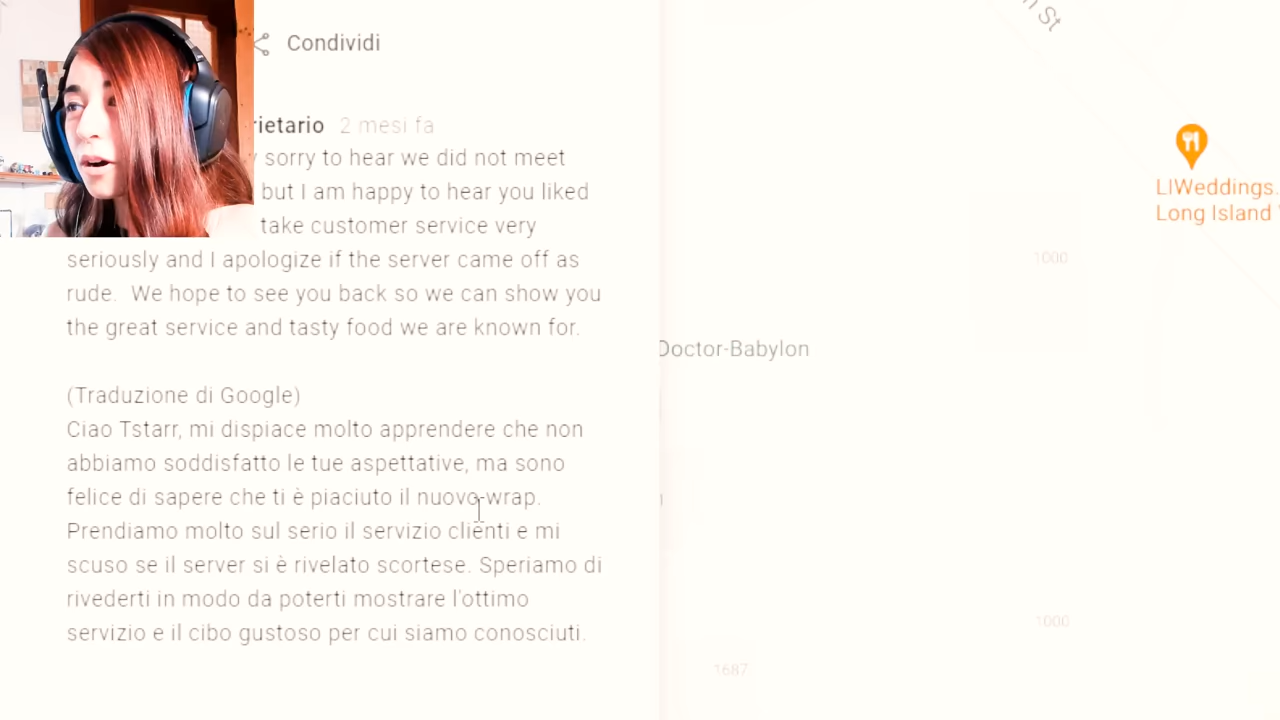 Condividi
rietario 2 mesi fa
sorry to hear we did not meet
but I am happy to hear you liked
take customer service very
seriously and I apologize if the server came off as
rude. We hope to see you back so we can show you
the great service and tasty food we are known for.
(Traduzione di Google)
Ciao Tstarr, mi dispiace molto apprendere che non
abbiamo soddisfatto le tue aspettative, ma sono
felice di sapere che ti è piaciuto il nuovo wrap.
Prendiamo molto sul serio il servizio clienti e mi
scuso se il server si è rivelato scortese. Speriamo di
rivederti in modo da poterti mostrare l'ottimo
servizio e il cibo gustoso per cui siamo conosciuti.
St
LIWeddings.
Long Island
1000
Doctor-Babylon
1000
1687